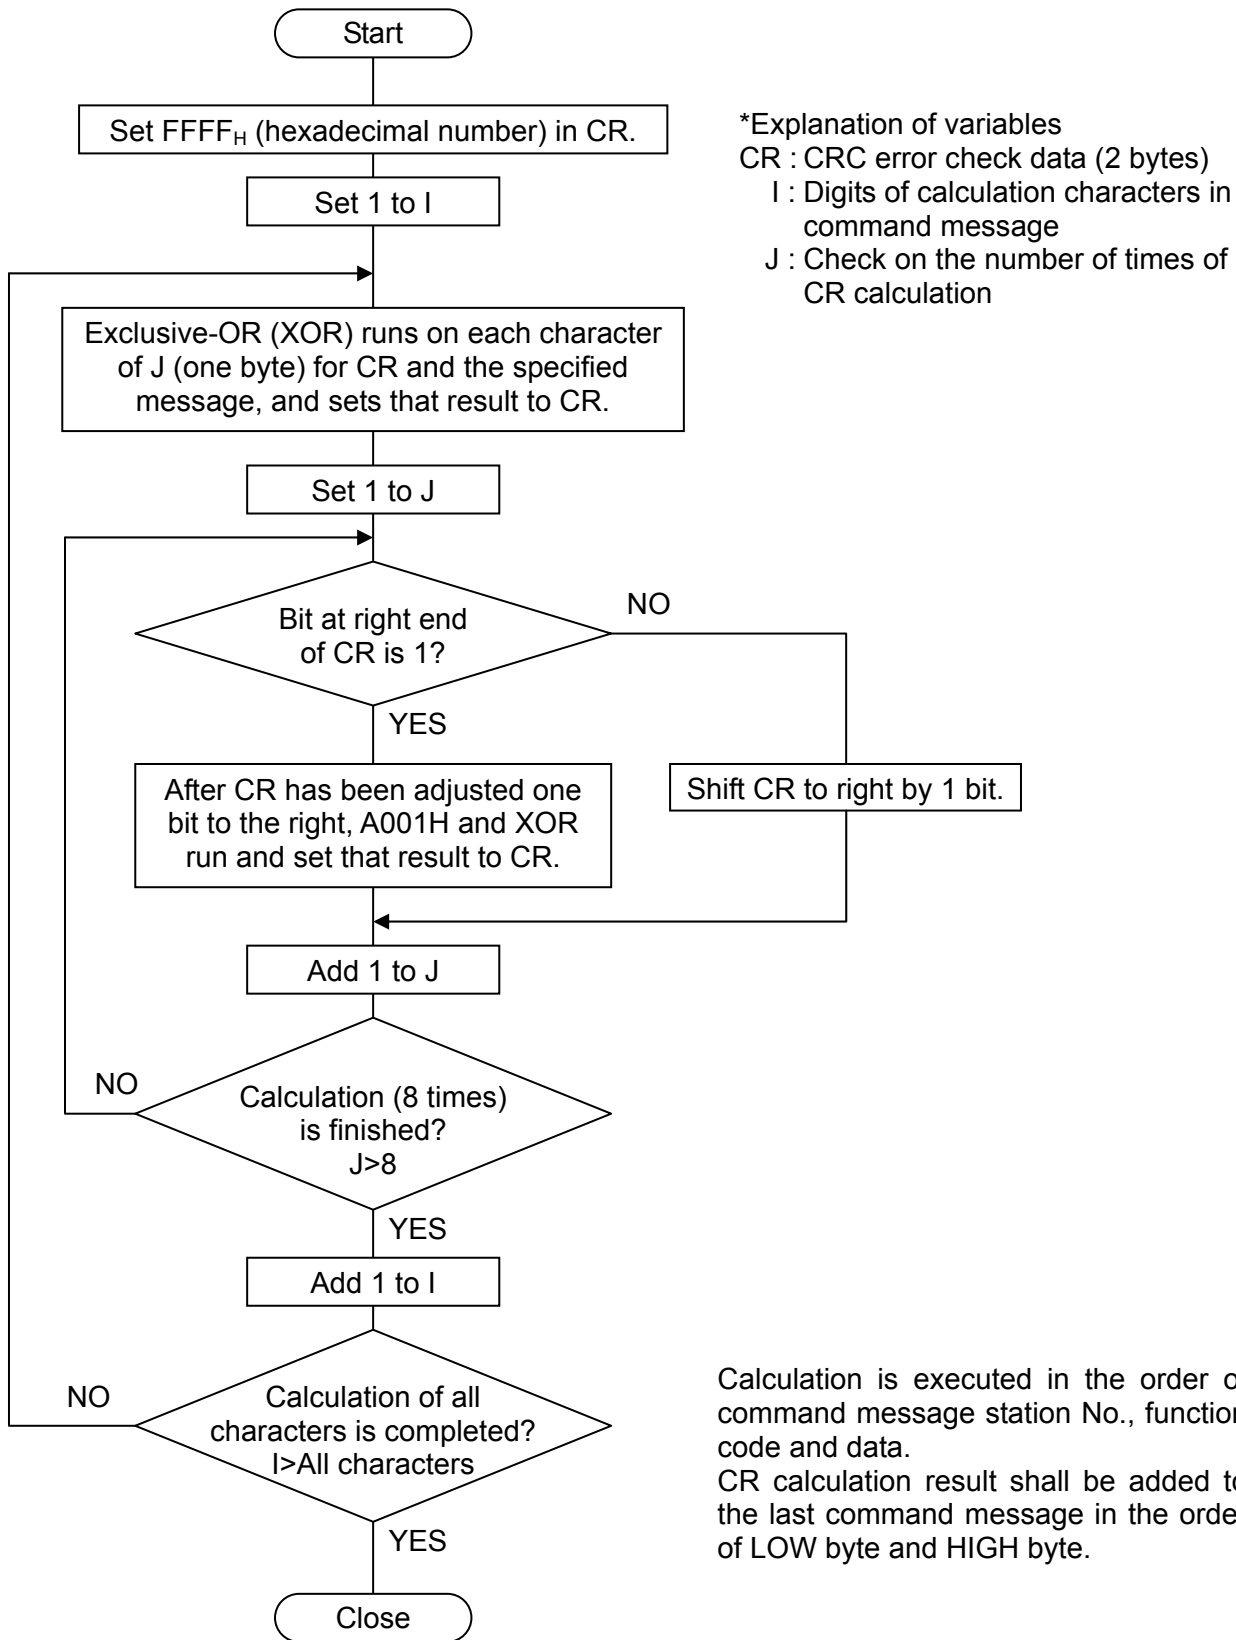 Start
Set FFFFH (hexadecimal number) in CR.
Set 1 to I
*Explanation of variables
CR : CRC error check data (2 bytes)
I : Digits of calculation characters in
command message
J : Check on the number of times of
CR calculation
Exclusive-OR (XOR) runs on each character
of J (one byte) for CR and the specified
message, and sets that result to CR.
Set 1 to J
Bit at right end
of CR is 1?
NO
YES
After CR has been adjusted one
bit to the right, A001H and XOR
run and set that result to CR.
Shift CR to right by 1 bit.
Add 1 to J
NO
Calculation (8 times)
is finished?
J>8
YES
Add 1 to I
NO
Calculation of all
characters is completed?
I>All characters
YES
Close
Calculation is executed in the order o
command message station No., function
code and data.
CR calculation result shall be added to
the last command message in the orde
of LOW byte and HIGH byte.